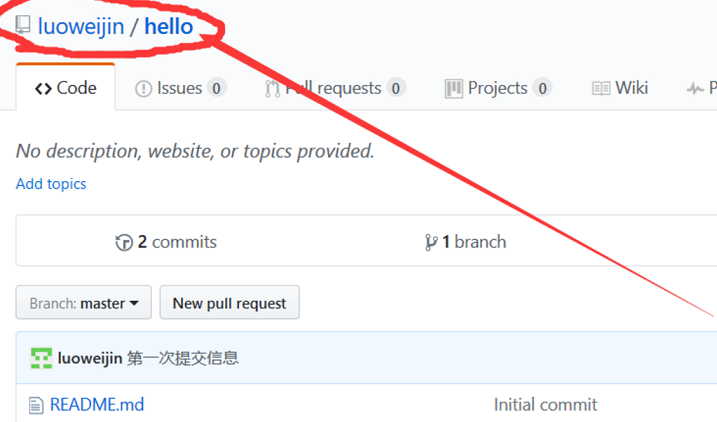 luoweijin / hello
Code Issues 0 Pull requests 0 Projects 0 Wiki P
No description, website, or topics provided.
Add topics
2 commits 1 branch
Branch: master New pull request
luoweijin 第一次提交信息
README.md Initial commit